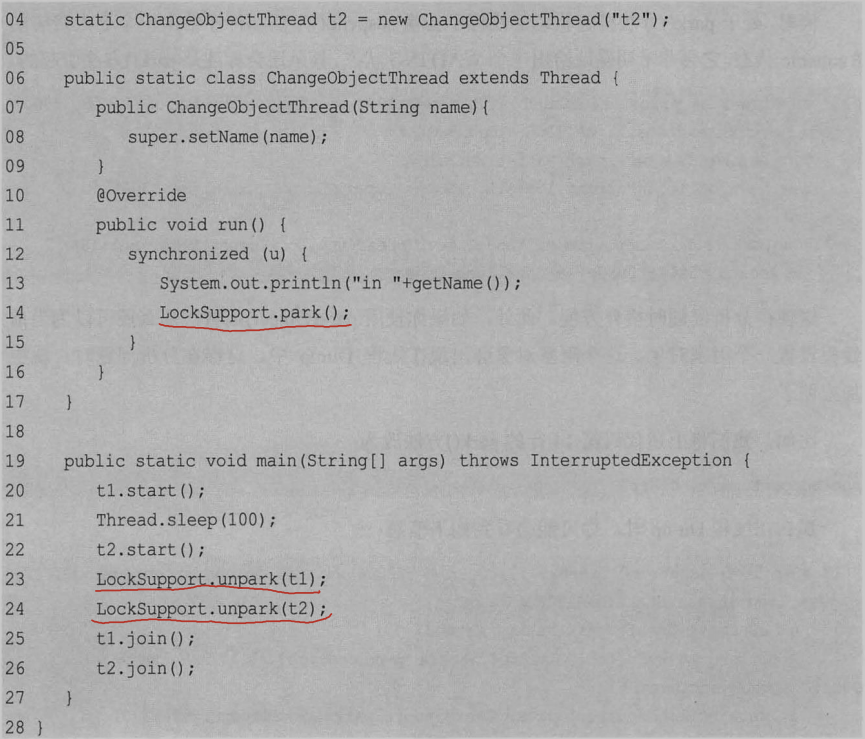 04 static ChangeObjectThread t2 = new ChangeObjectThread("t2");
05
06 public static class ChangeObjectThread extends Thread {
07 public ChangeObjectThread(String name){
08 super.setName(name);
09 }
10 @Override
11 public void run() {
12 synchronized (u) {
13 System.out.println("in "+getName());
14 LockSupport.park();
15 }
16 }
17 }
18
19 public static void main(String[] args) throws InterruptedException {
20 t1.start();
21 Thread.sleep(100);
22 t2.start();
23 LockSupport.unpark(t1);
24 LockSupport.unpark(t2);
25 t1.join();
26 t2.join();
27 }
28 }